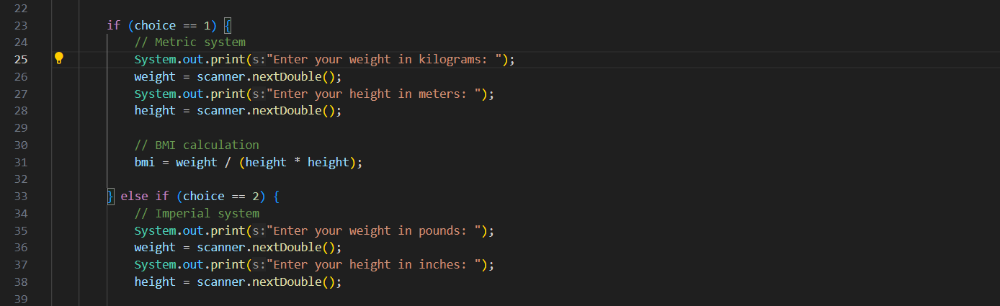 22
23 if (choice == 1) {
24 // Metric system
25 System.out.print(s:"Enter your weight in kilograms: ");
26 weight = scanner.nextDouble();
27 System.out.print(s:"Enter your height in meters: ");
28 height = scanner.nextDouble();
29
30 // BMI calculation
31 bmi = weight / (height * height);
32
33 } else if (choice == 2) {
34 // Imperial system
35 System.out.print(s:"Enter your weight in pounds: ");
36 weight = scanner.nextDouble();
37 System.out.print(s:"Enter your height in inches: ");
38 height = scanner.nextDouble();
39